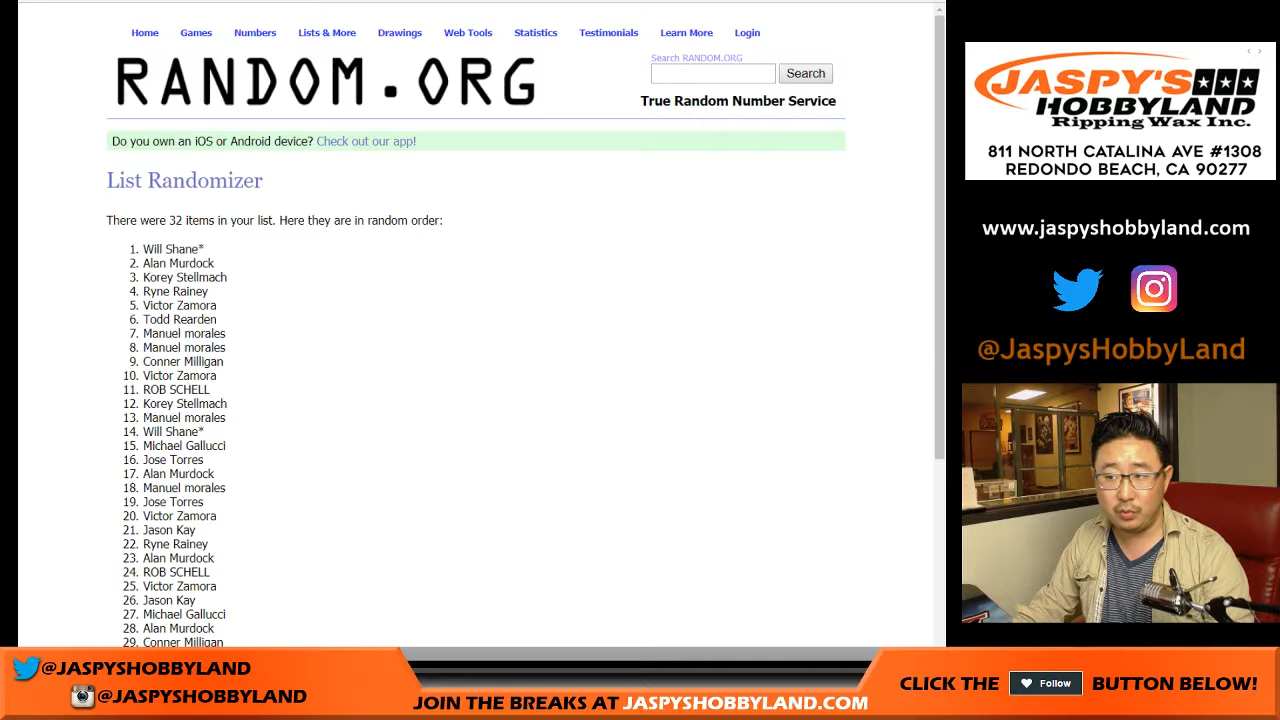 Home Games Numbers Lists & More Drawings Web Tools Statistics Testimonials Learn More Login
RANDOM.ORG
Search RANDOM.ORG
Search
True Random Number Service
Do you own an iOS or Android device? Check out our app!
List Randomizer
There were 32 items in your list. Here they are in random order:
1. Will Shane*
2. Alan Murdock
3. Korey Stellmach
4. Ryne Rainey
5. Victor Zamora
6. Todd Rearden
7. Manuel morales
8. Manuel morales
9. Conner Milligan
10. Victor Zamora
11. ROB SCHELL
12. Korey Stellmach
13. Manuel morales
14. Will Shane*
15. Michael Gallucci
16. Jose Torres
17. Alan Murdock
18. Manuel morales
19. Jose Torres
20. Victor Zamora
21. Jason Kay
22. Ryne Rainey
23. Alan Murdock
24. ROB SCHELL
25. Victor Zamora
26. Jason Kay
27. Michael Gallucci
28. Alan Murdock
29. Conner Milligan
JASPY'S
HOBBYLAND
Ripping Wax Inc.
811 NORTH CATALINA AVE #1308
REDONDO BEACH, CA 90277
www.jaspyshobbyland.com
@JaspysHobbyLand
@JASPYSHOBBYLAND
@JASPYSHOBBYLAND
JOIN THE BREAKS AT JASPYSHOBBYLAND.COM
CLICK THE Follow BUTTON BELOW!